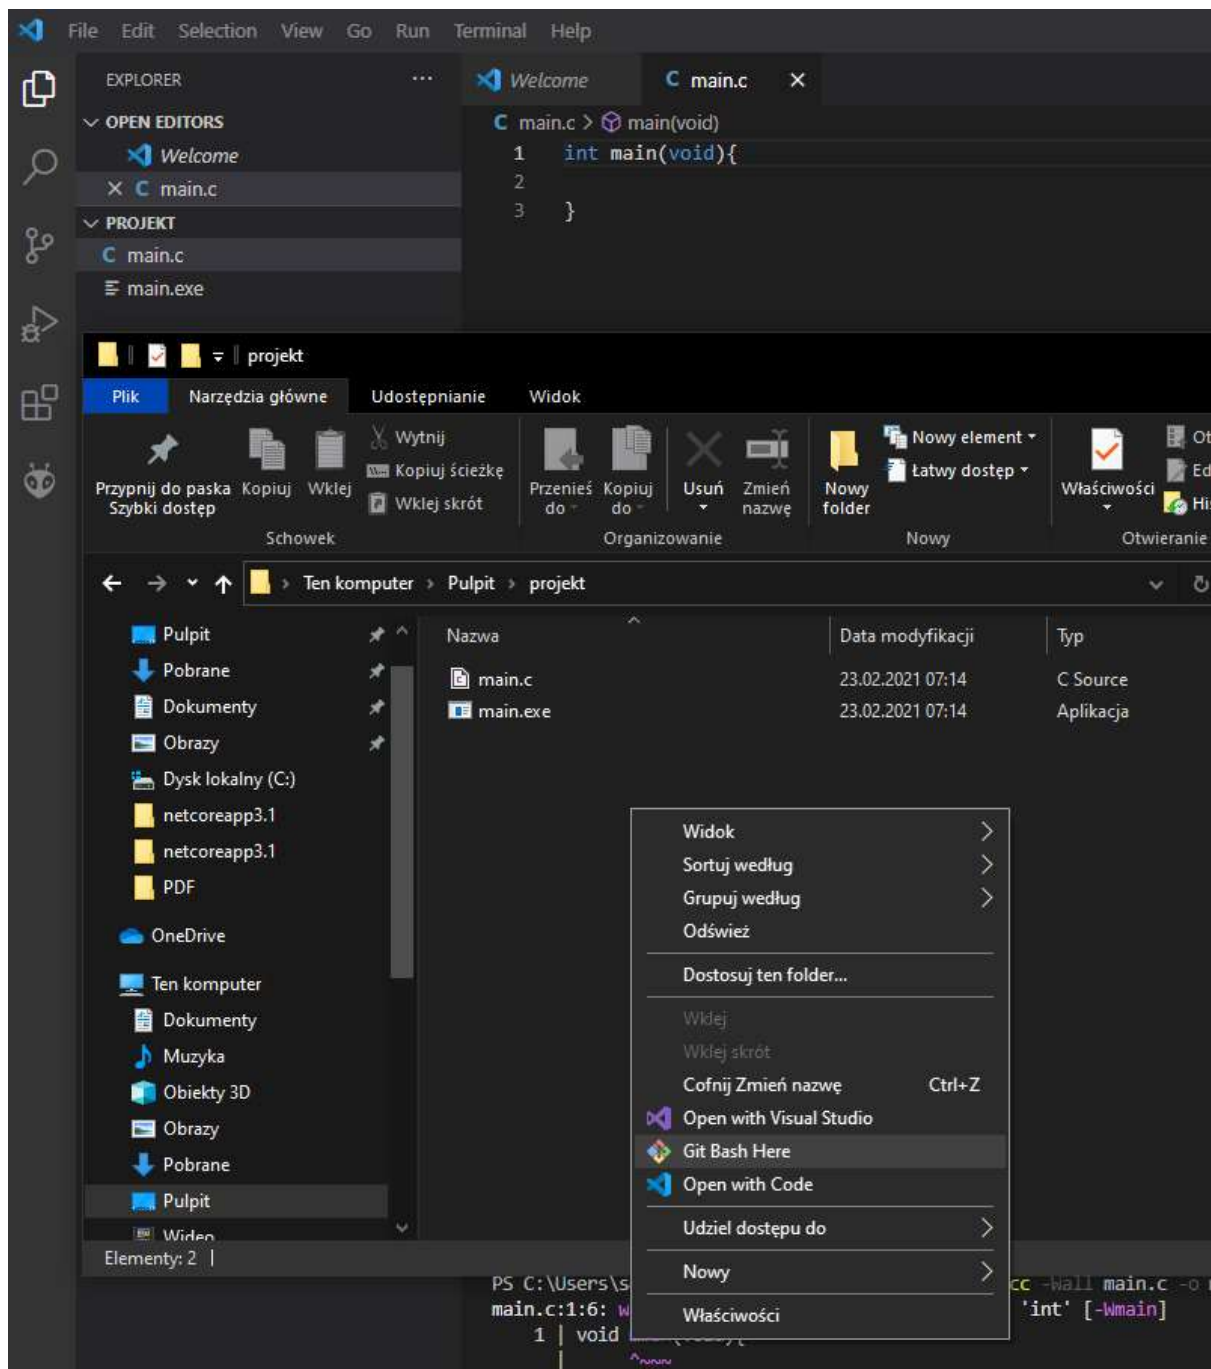 File Edit Selection View Go Run Terminal Help
EXPLORER ...
Welcome
C main.c
OPEN EDITORS
Welcome
C main.c
PROJEKT
C main.c
main.exe
C main.c > main(void)
1 int main(void){
2
3 }
projekt
Plik Narzędzia główne Udostępnianie Widok
Przypnij do paska Szybki dostęp
Kopiuj
Wklej
Wytnij
Kopiuj ścieżkę
Wklej skrót
Przenieś do
Kopiuj do
Usuń
Zmień nazwę
Nowy folder
Nowy element
Łatwy dostęp
Właściwości
Ot
Ed
His
Schowek Organizowanie Nowy Otwieranie
Ten komputer > Pulpit > projekt
Pulpit
Pobrane
Dokumenty
Obrazy
Dysk lokalny (C:)
netcoreapp3.1
netcoreapp3.1
PDF
OneDrive
Ten komputer
Dokumenty
Muzyka
Obiekty 3D
Obrazy
Pobrane
Pulpit
Wideo
Elementy: 2
Nazwa Data modyfikacji Typ
main.c 23.02.2021 07:14 C Source
main.exe 23.02.2021 07:14 Aplikacja
Widok
Sortuj według
Grupuj według
Odśwież
Dostosuj ten folder...
Wklej
Wklej skrót
Cofnij Zmień nazwę Ctrl+Z
Open with Visual Studio
Git Bash Here
Open with Code
Udziel dostępu do
Nowy
Właściwości
PS C:\Users\s cc -Wall main.c -o
main.c:1:6: w 'int' [-Wmain]
1 | void
| ^~~~